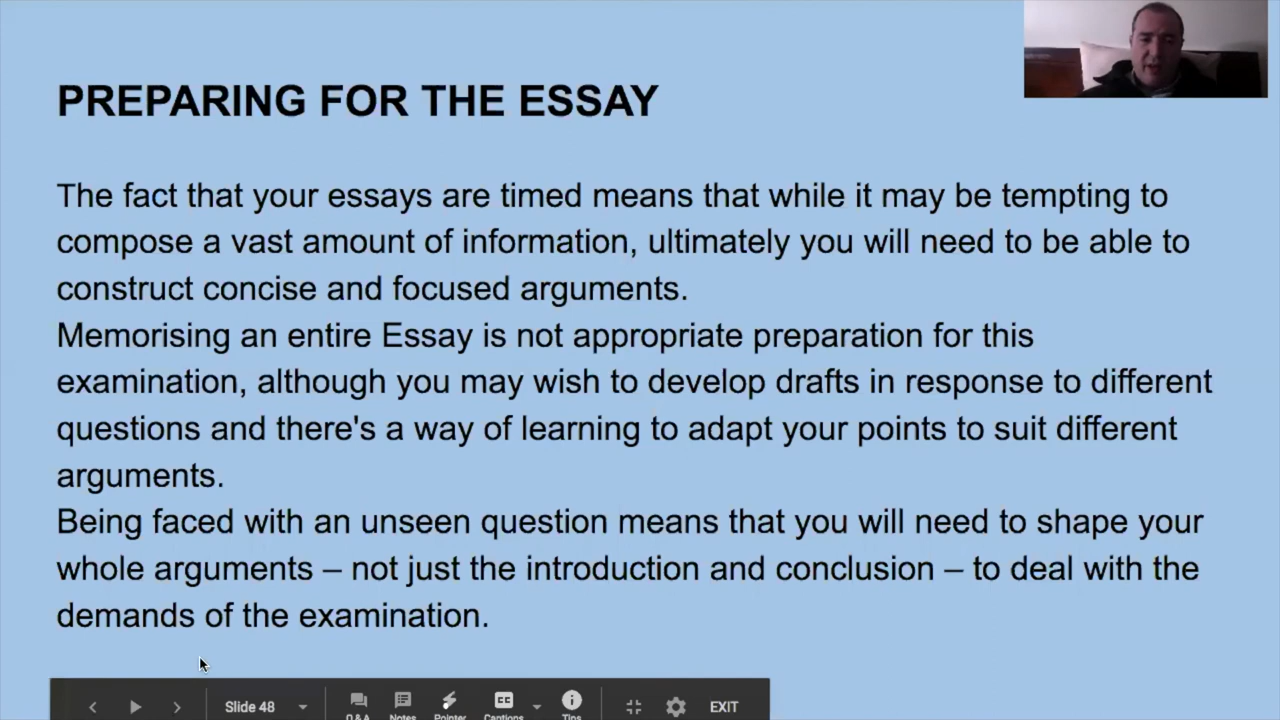 PREPARING FOR THE ESSAY
The fact that your essays are timed means that while it may be tempting to
compose a vast amount of information, ultimately you will need to be able to
construct concise and focused arguments.
Memorising an entire Essay is not appropriate preparation for this
examination, although you may wish to develop drafts in response to different
questions and there's a way of learning to adapt your points to suit different
arguments.
Being faced with an unseen question means that you will need to shape your
whole arguments – not just the introduction and conclusion – to deal with the
demands of the examination.
Slide 48 Q&A Notes Pointer CC Captions Tips EXIT